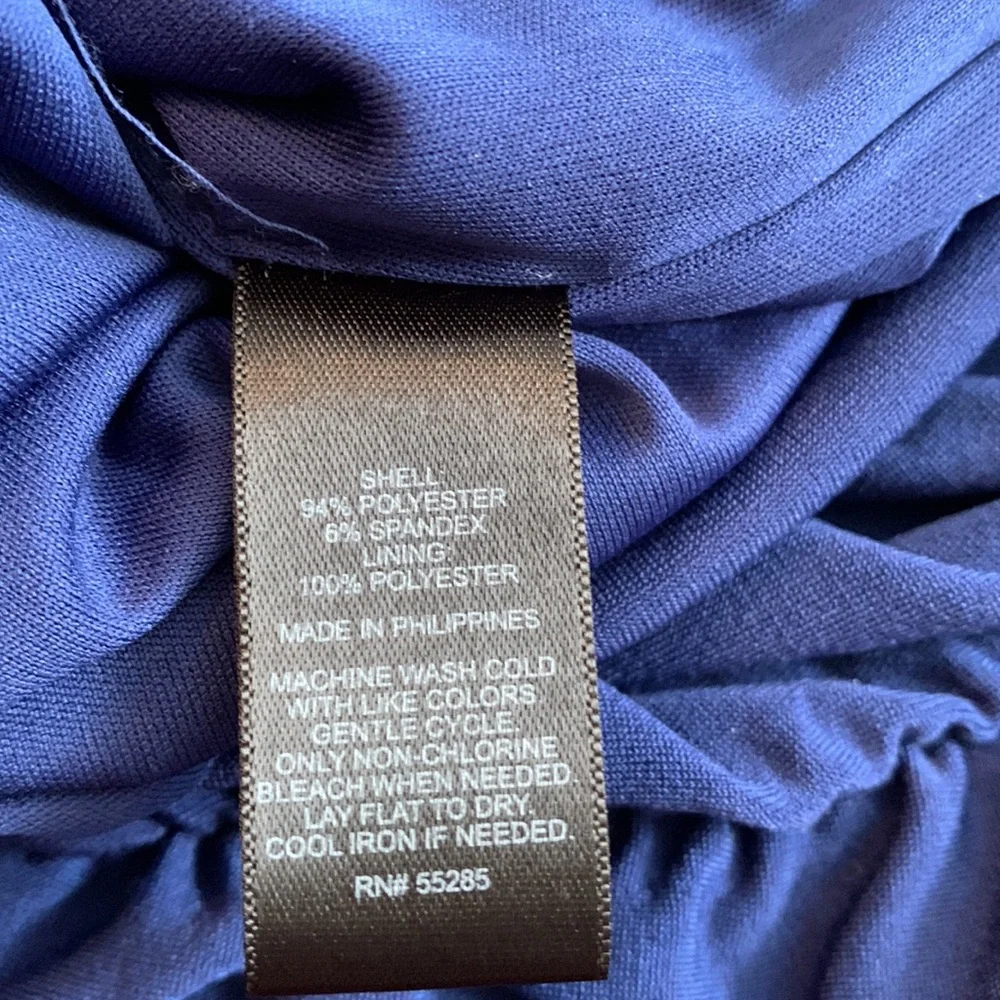 SHELL:
94% POLYESTER
6% SPANDEX
LINING:
100% POLYESTER
MADE IN PHILIPPINES
MACHINE WASH COLD
WITH LIKE COLORS
GENTLE CYCLE.
ONLY NON-CHLORINE
BLEACH WHEN NEEDED.
LAY FLAT TO DRY.
COOL IRON IF NEEDED.
RN# 55285